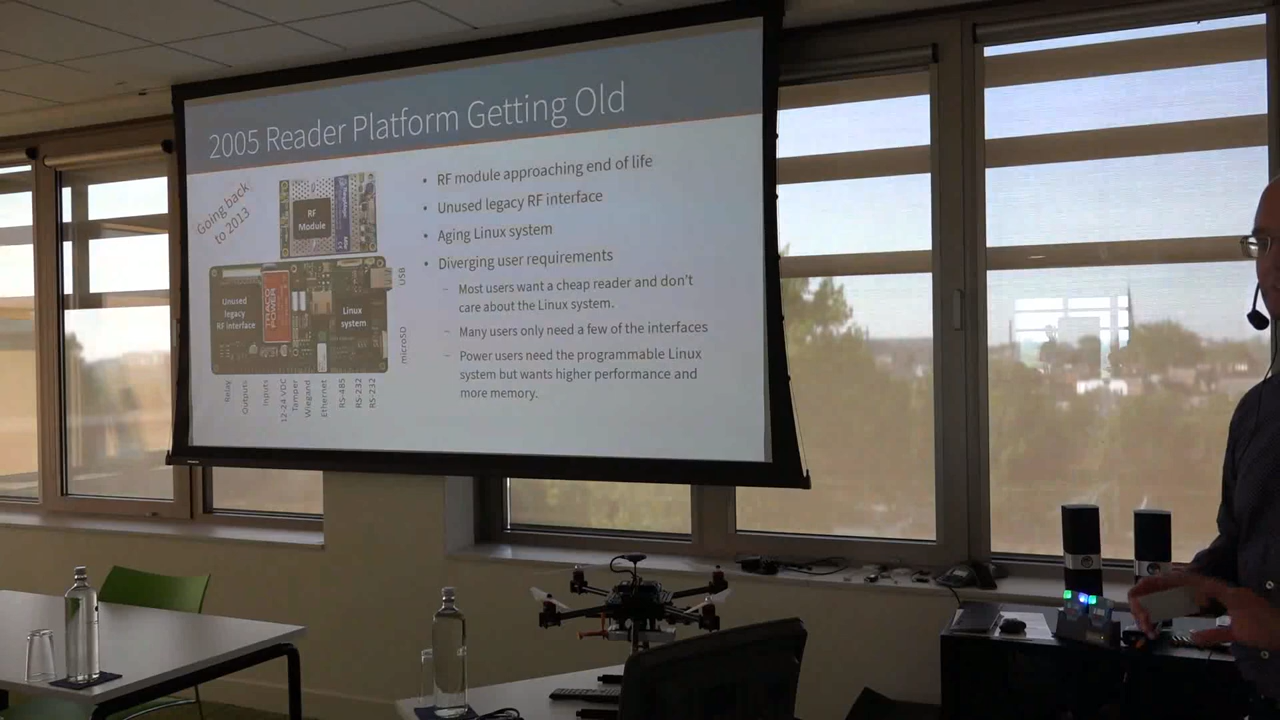 2005 Reader Platform Getting Old
Going back
to 2013
RF
Module
Unused
legacy
RF interface
TRACO
POWER
Linux
system
USB
microSD
Relay
Outputs
Inputs
12-24 VDC
Tamper
Wiegand
Ethernet
RS-485
RS-232
RS-232
• RF module approaching end of life
• Unused legacy RF interface
• Aging Linux system
• Diverging user requirements
– Most users want a cheap reader and don't
care about the Linux system.
– Many users only need a few of the interfaces
– Power users need the programmable Linux
system but wants higher performance and
more memory.